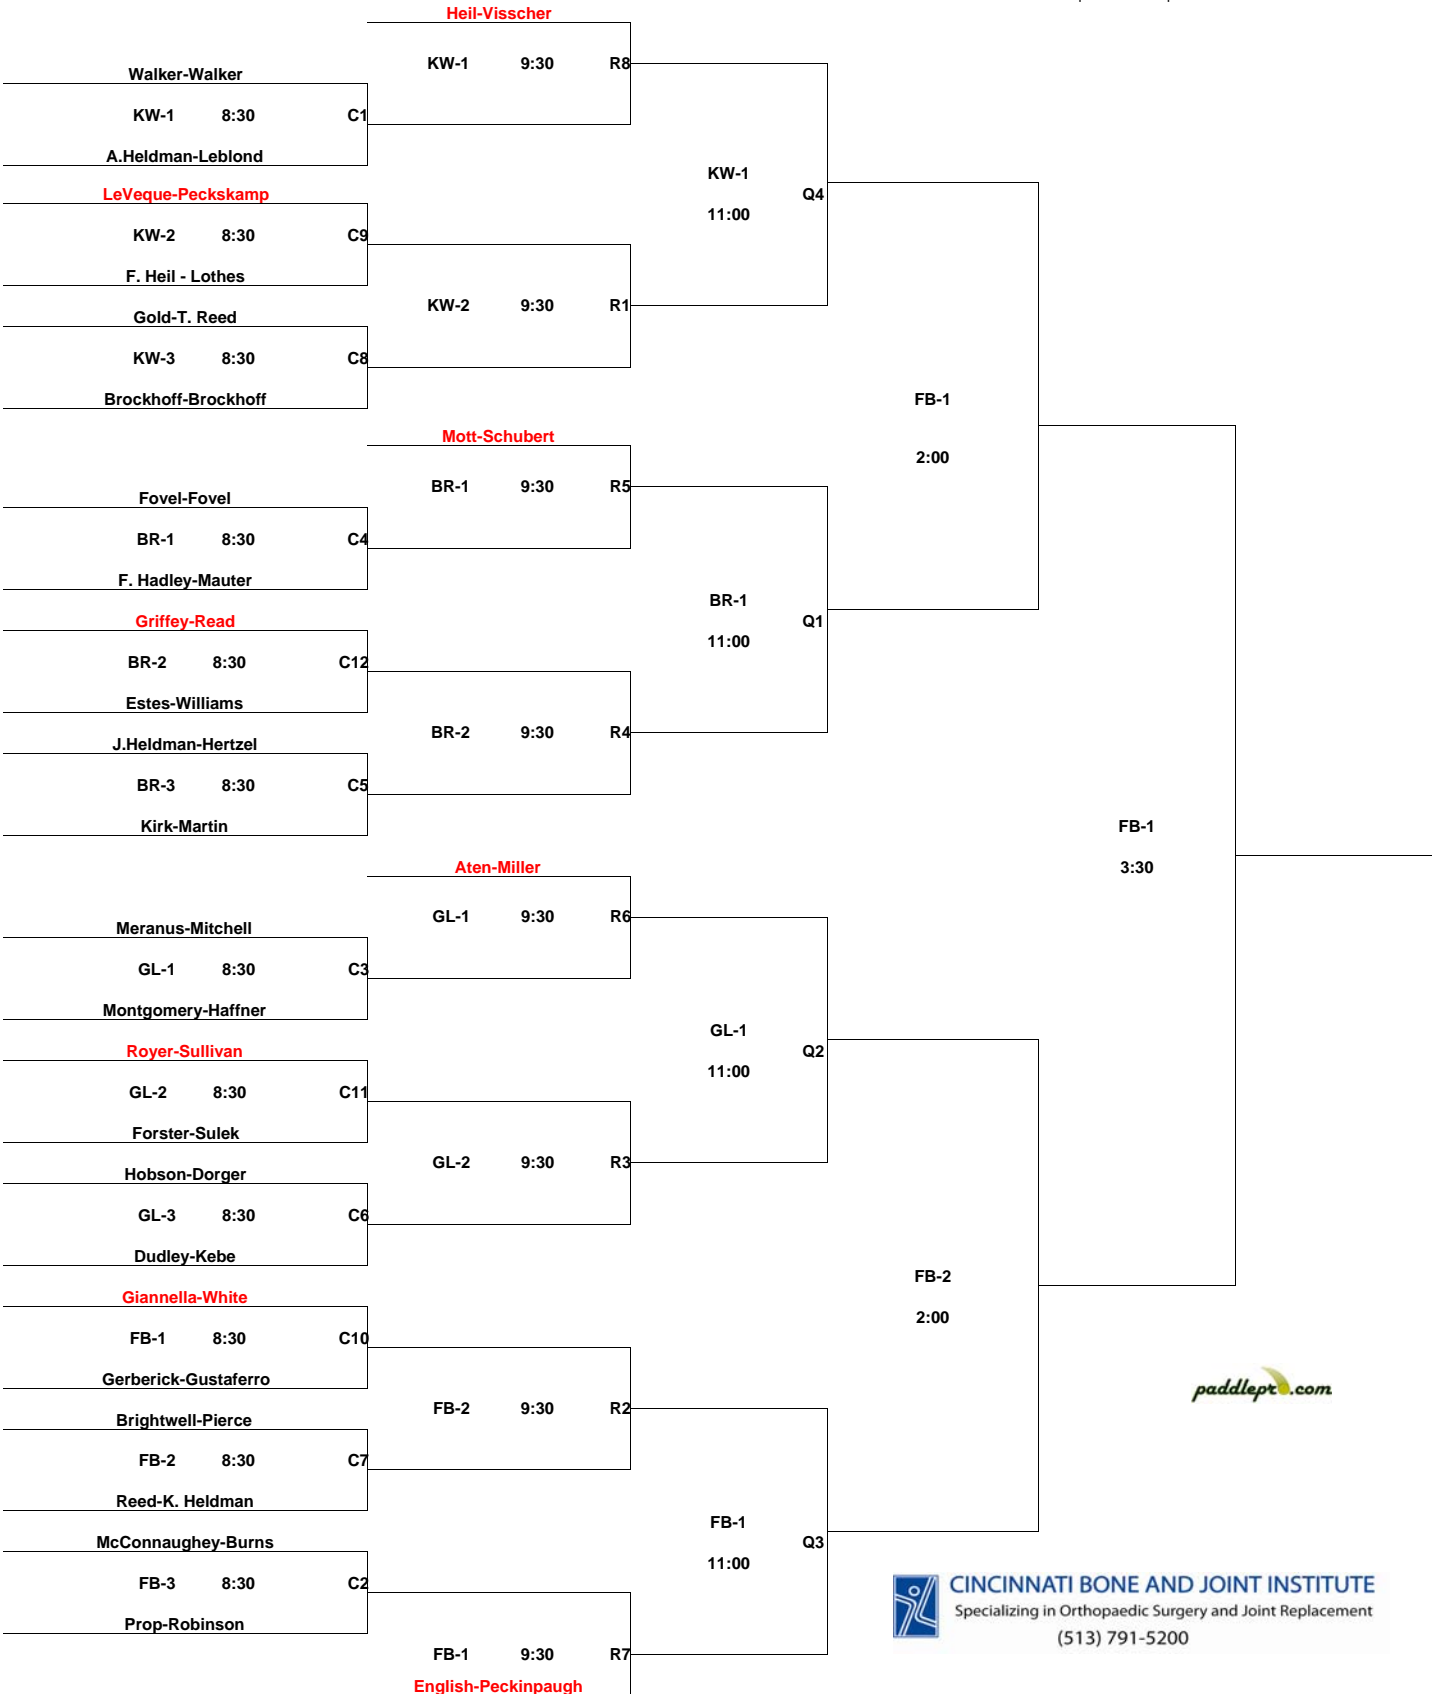 Heil-Visscher
KW-1 9:30 R8
Walker-Walker
KW-1 8:30 C1
A.Heldman-Leblond
KW-1
Q4
11:00
LeVeque-Peckskamp
KW-2 8:30 C9
F. Heil - Lothes
KW-2 9:30 R1
Gold-T. Reed
KW-3 8:30 C8
Brockhoff-Brockhoff
FB-1
2:00
Mott-Schubert
BR-1 9:30 R5
Fovel-Fovel
BR-1 8:30 C4
F. Hadley-Mauter
BR-1
Q1
11:00
Griffey-Read
BR-2 8:30 C12
Estes-Williams
BR-2 9:30 R4
J.Heldman-Hertzel
BR-3 8:30 C5
Kirk-Martin
FB-1
3:30
Aten-Miller
GL-1 9:30 R6
Meranus-Mitchell
GL-1 8:30 C3
Montgomery-Haffner
GL-1
Q2
11:00
Royer-Sullivan
GL-2 8:30 C11
Forster-Sulek
GL-2 9:30 R3
Hobson-Dorger
GL-3 8:30 C6
Dudley-Kebe
FB-2
2:00
Giannella-White
FB-1 8:30 C10
Gerberick-Gustaferro
FB-2 9:30 R2
Brightwell-Pierce
FB-2 8:30 C7
Reed-K. Heldman
FB-1
Q3
11:00
McConnaughey-Burns
FB-3 8:30 C2
Prop-Robinson
FB-1 9:30 R7
English-Peckinpaugh
paddlepro.com
CINCINNATI BONE AND JOINT INSTITUTE
Specializing in Orthopaedic Surgery and Joint Replacement
(513) 791-5200